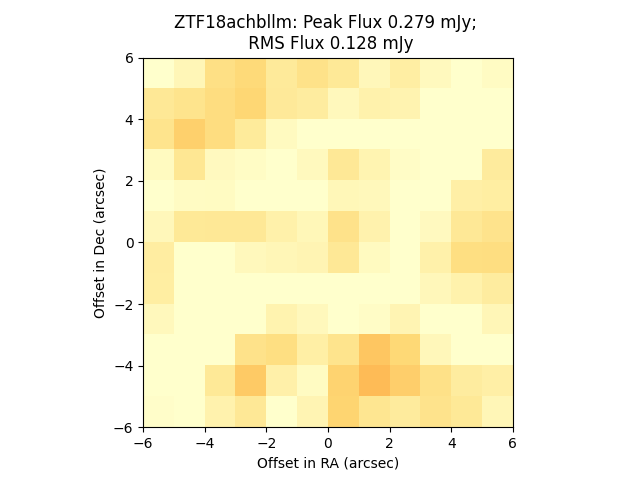 ZTF18achbllm: Peak Flux 0.279 mJy;
RMS Flux 0.128 mJy
6
4
2
0
−2
−4
−6
Offset in Dec (arcsec)
−6 −4 −2 0 2 4 6
Offset in RA (arcsec)